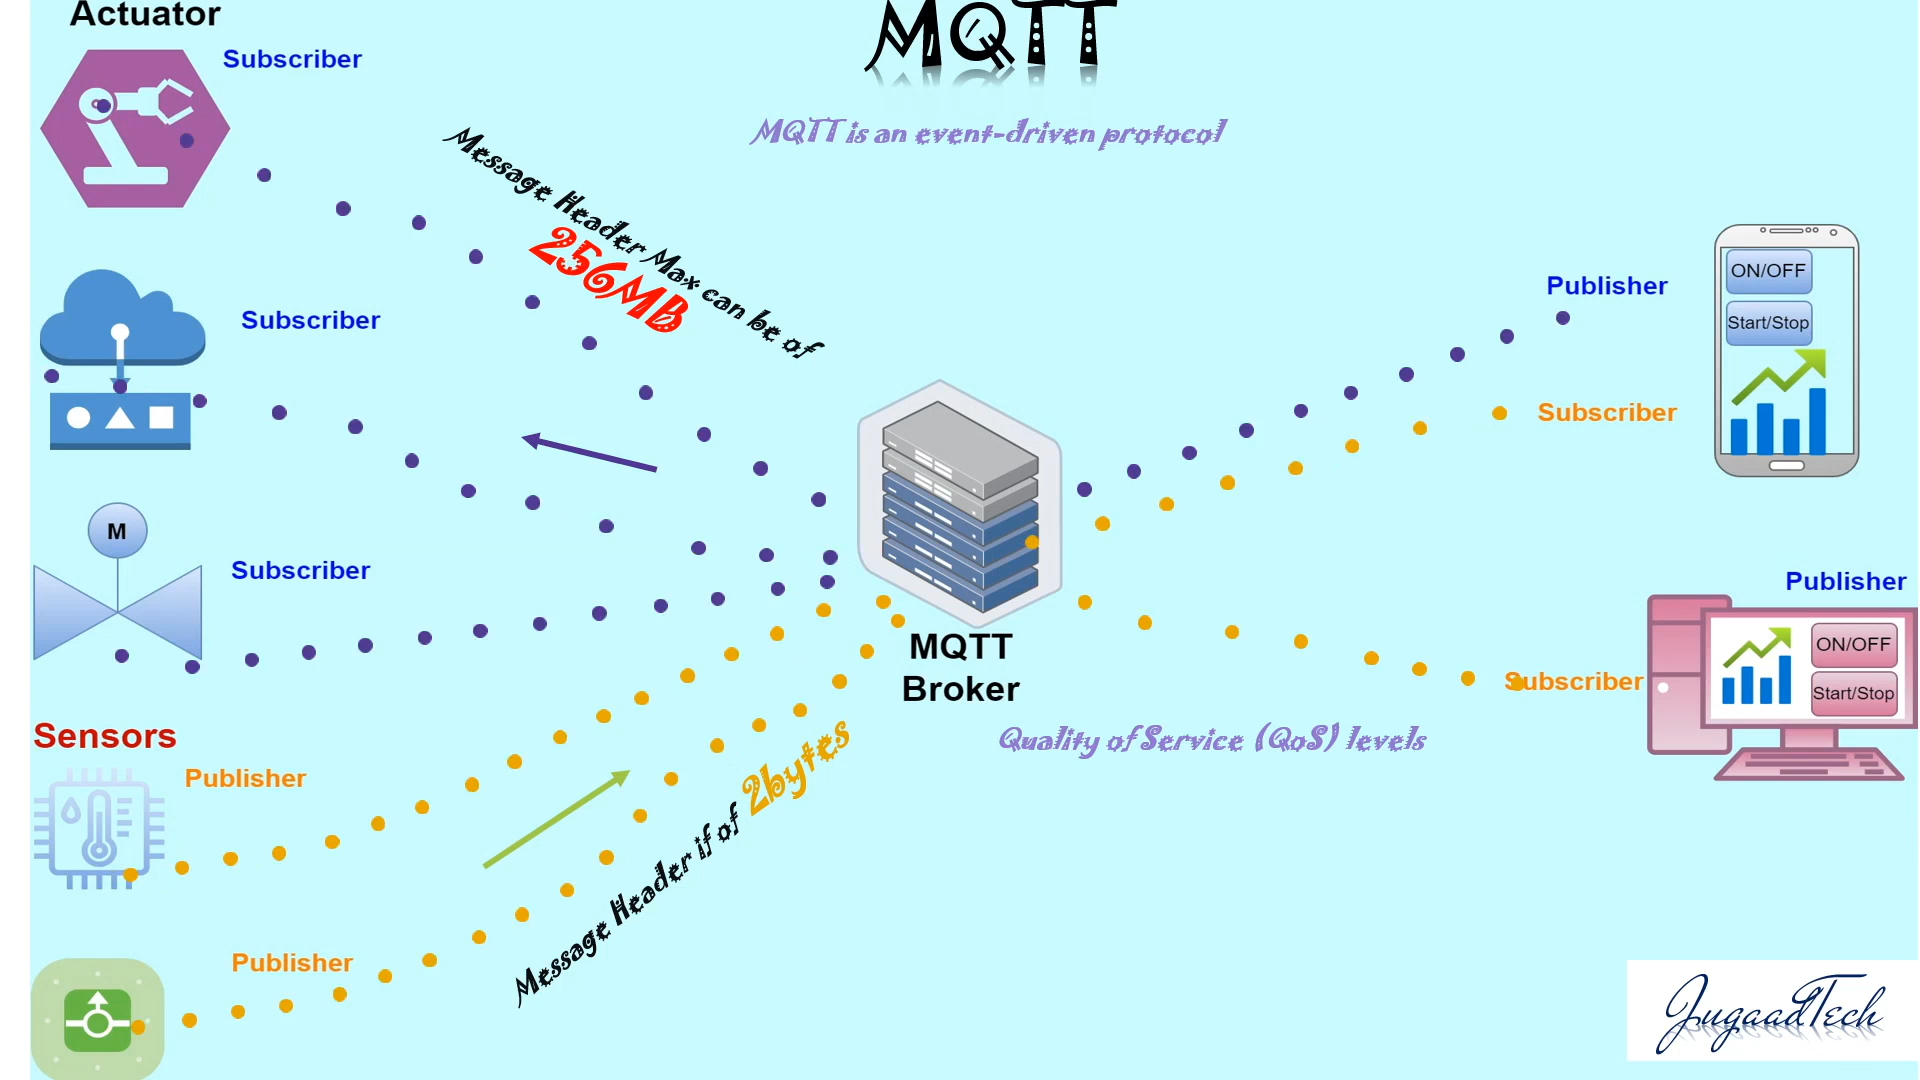 Actuator
MQTT
Subscriber
MQTT is an event-driven protocol
Message Header Max can be of
256MB
Subscriber
Publisher
ON/OFF
Start/Stop
Subscriber
M
Subscriber
Publisher
MQTT
Broker
ON/OFF
Start/Stop
Subscriber
Sensors
Quality of Service (QoS) levels
Publisher
Message Header if of 2bytes
Publisher
JugaadTech